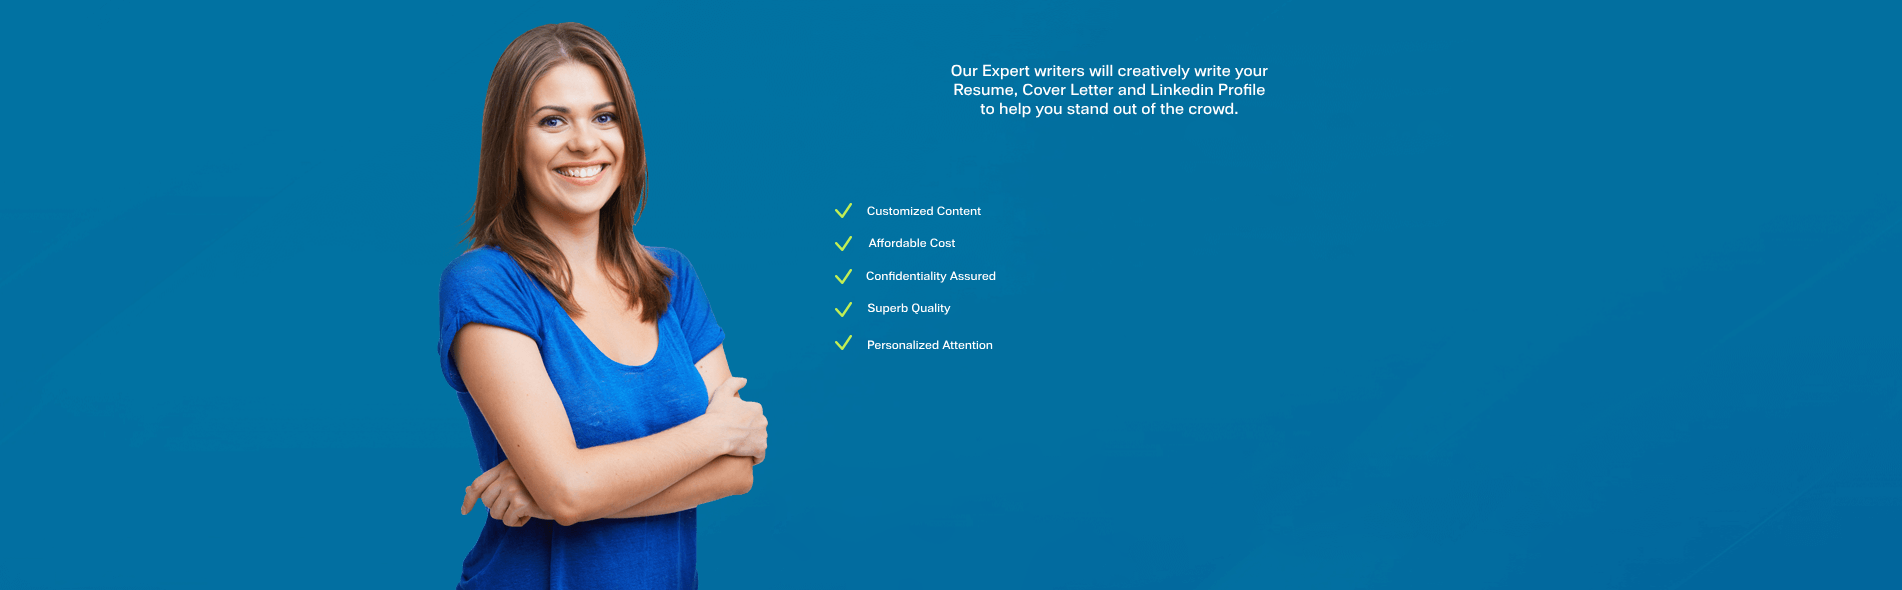 Our Expert writers will creatively write your
Resume, Cover Letter and Linkedin Profile
to help you stand out of the crowd.
Customized Content
Affordable Cost
Confidentiality Assured
Superb Quality
Personalized Attention